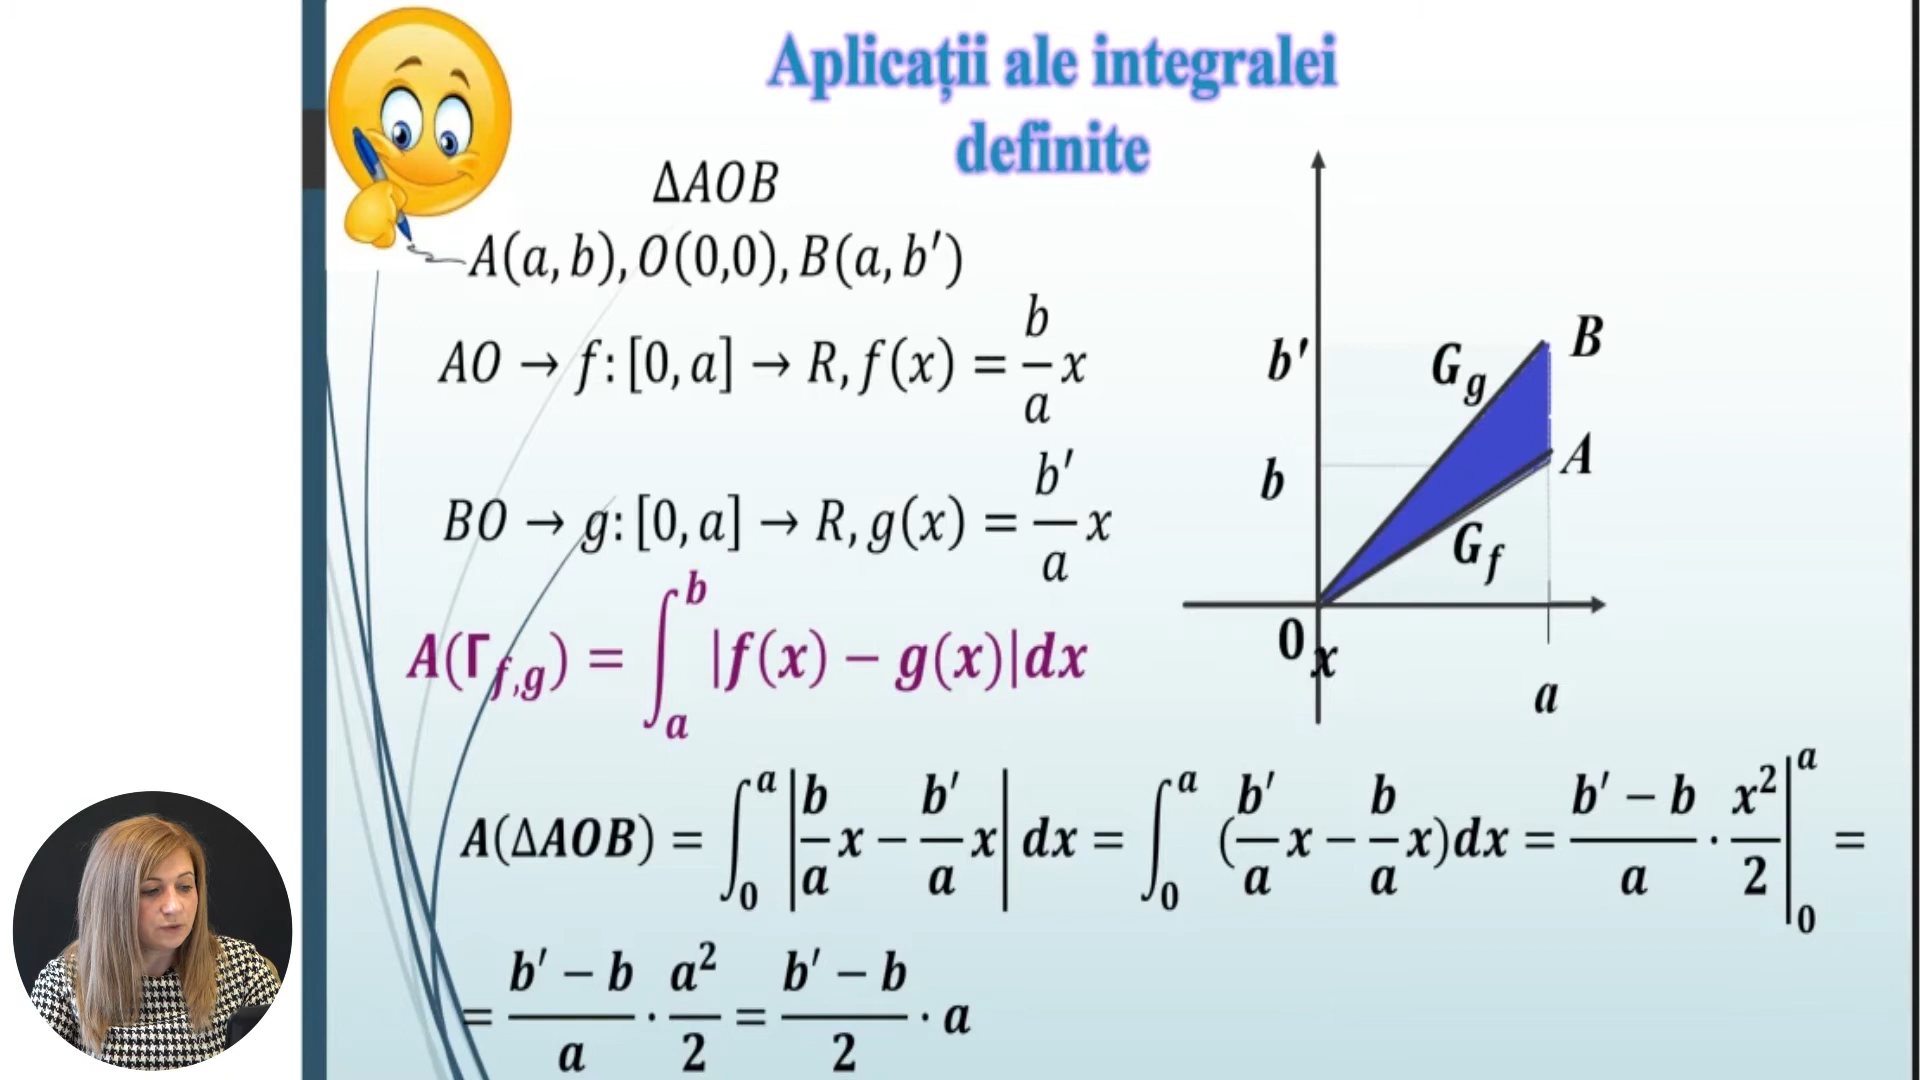 Aplicații ale integralei
definite
ΔAOB
A(a, b), O(0,0), B(a, b′)
AO → f: [0, a] → R, f(x) = b/a x
BO → g: [0, a] → R, g(x) = b′/a x
A(Γ_f,g) = ∫_a^b |f(x) − g(x)|dx
b′
b
G_g
B
A
G_f
0
x
a
A(ΔAOB) = ∫_0^a |b/a x − b′/a x| dx = ∫_0^a (b′/a x − b/a x)dx = (b′ − b)/a · x²/2 |_0^a =
= (b′ − b)/a · a²/2 = (b′ − b)/2 · a